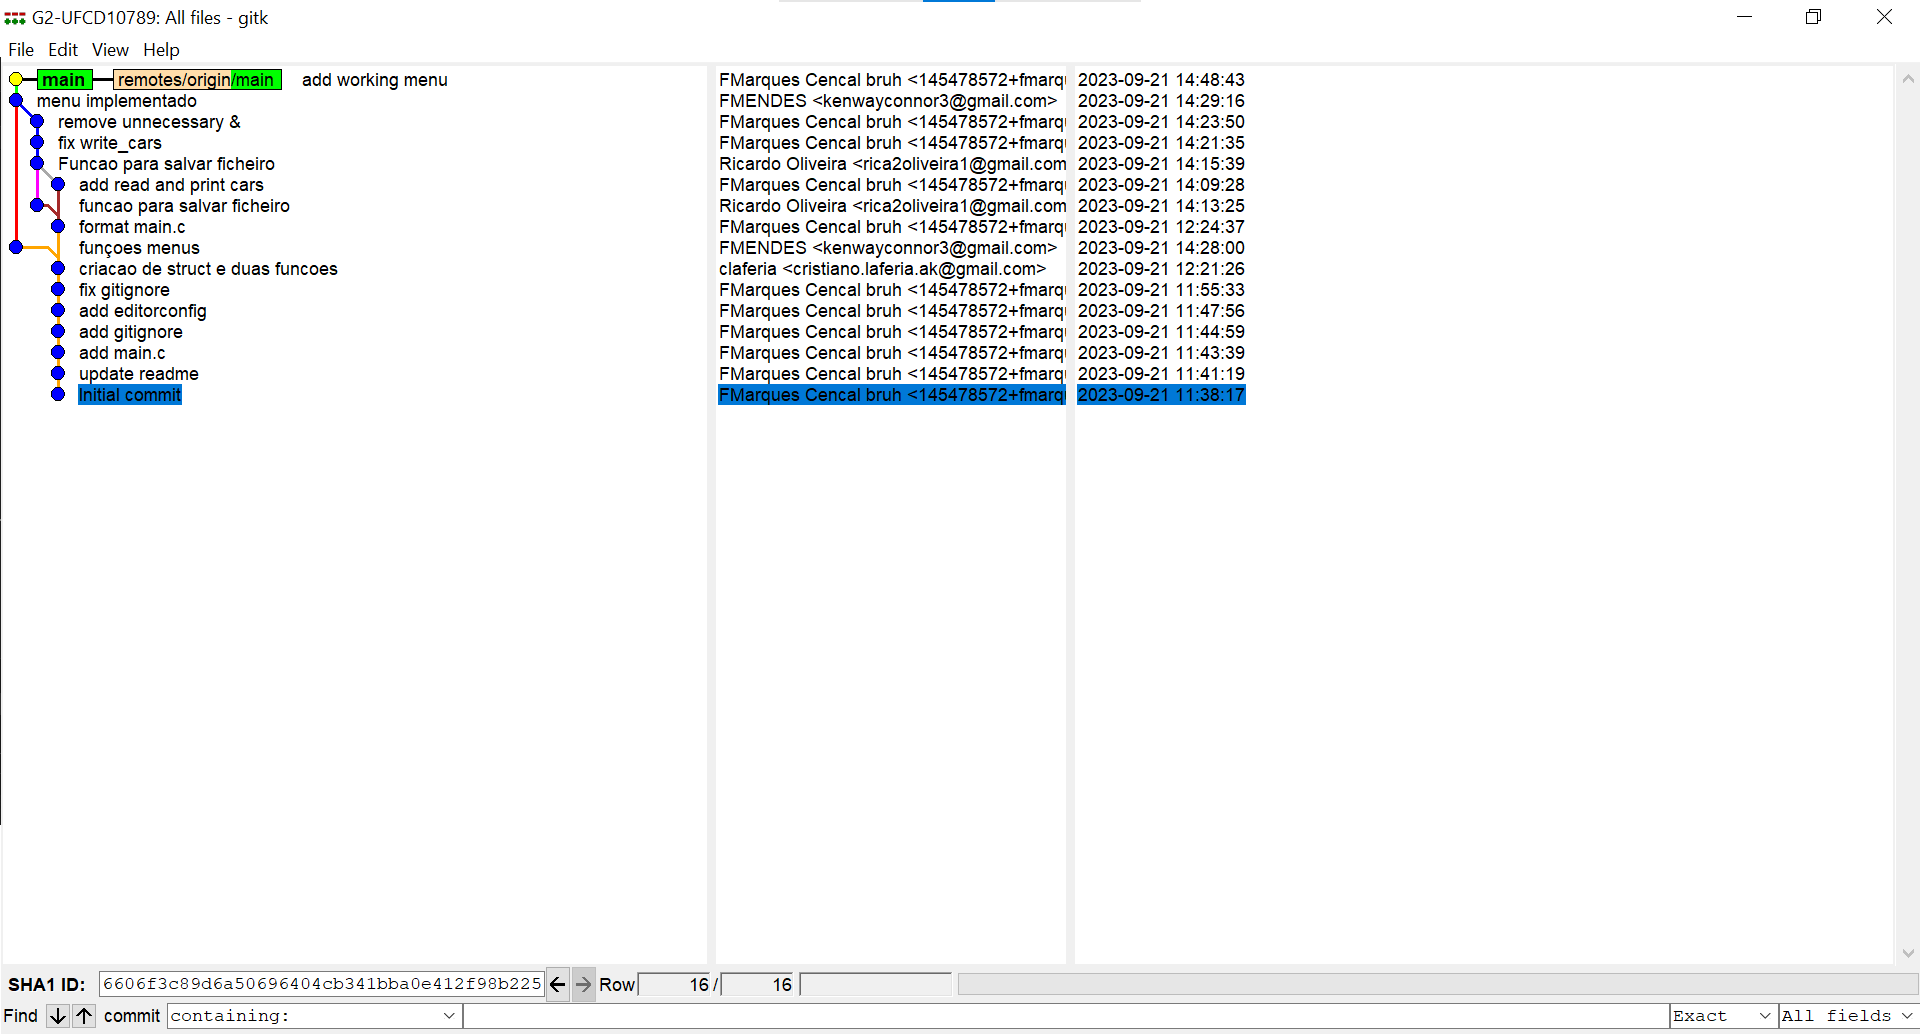 G2-UFCD10789: All files - gitk
File Edit View Help
main remotes/origin/main add working menu FMarques Cencal bruh <145478572+fmarq 2023-09-21 14:48:43
menu implementado FMENDES <kenwayconnor3@gmail.com> 2023-09-21 14:29:16
remove unnecessary & FMarques Cencal bruh <145478572+fmarq 2023-09-21 14:23:50
fix write_cars FMarques Cencal bruh <145478572+fmarq 2023-09-21 14:21:35
Funcao para salvar ficheiro Ricardo Oliveira <rica2oliveira1@gmail.com 2023-09-21 14:15:39
add read and print cars FMarques Cencal bruh <145478572+fmarq 2023-09-21 14:09:28
funcao para salvar ficheiro Ricardo Oliveira <rica2oliveira1@gmail.com 2023-09-21 14:13:25
format main.c FMarques Cencal bruh <145478572+fmarq 2023-09-21 12:24:37
funçoes menus FMENDES <kenwayconnor3@gmail.com> 2023-09-21 14:28:00
criacao de struct e duas funcoes claferia <cristiano.laferia.ak@gmail.com> 2023-09-21 12:21:26
fix gitignore FMarques Cencal bruh <145478572+fmarq 2023-09-21 11:55:33
add editorconfig FMarques Cencal bruh <145478572+fmarq 2023-09-21 11:47:56
add gitignore FMarques Cencal bruh <145478572+fmarq 2023-09-21 11:44:59
add main.c FMarques Cencal bruh <145478572+fmarq 2023-09-21 11:43:39
update readme FMarques Cencal bruh <145478572+fmarq 2023-09-21 11:41:19
Initial commit FMarques Cencal bruh <145478572+fmarq 2023-09-21 11:38:17
SHA1 ID: 6606f3c89d6a50696404cb341bba0e412f98b225 Row 16 / 16
Find commit containing: Exact All fields